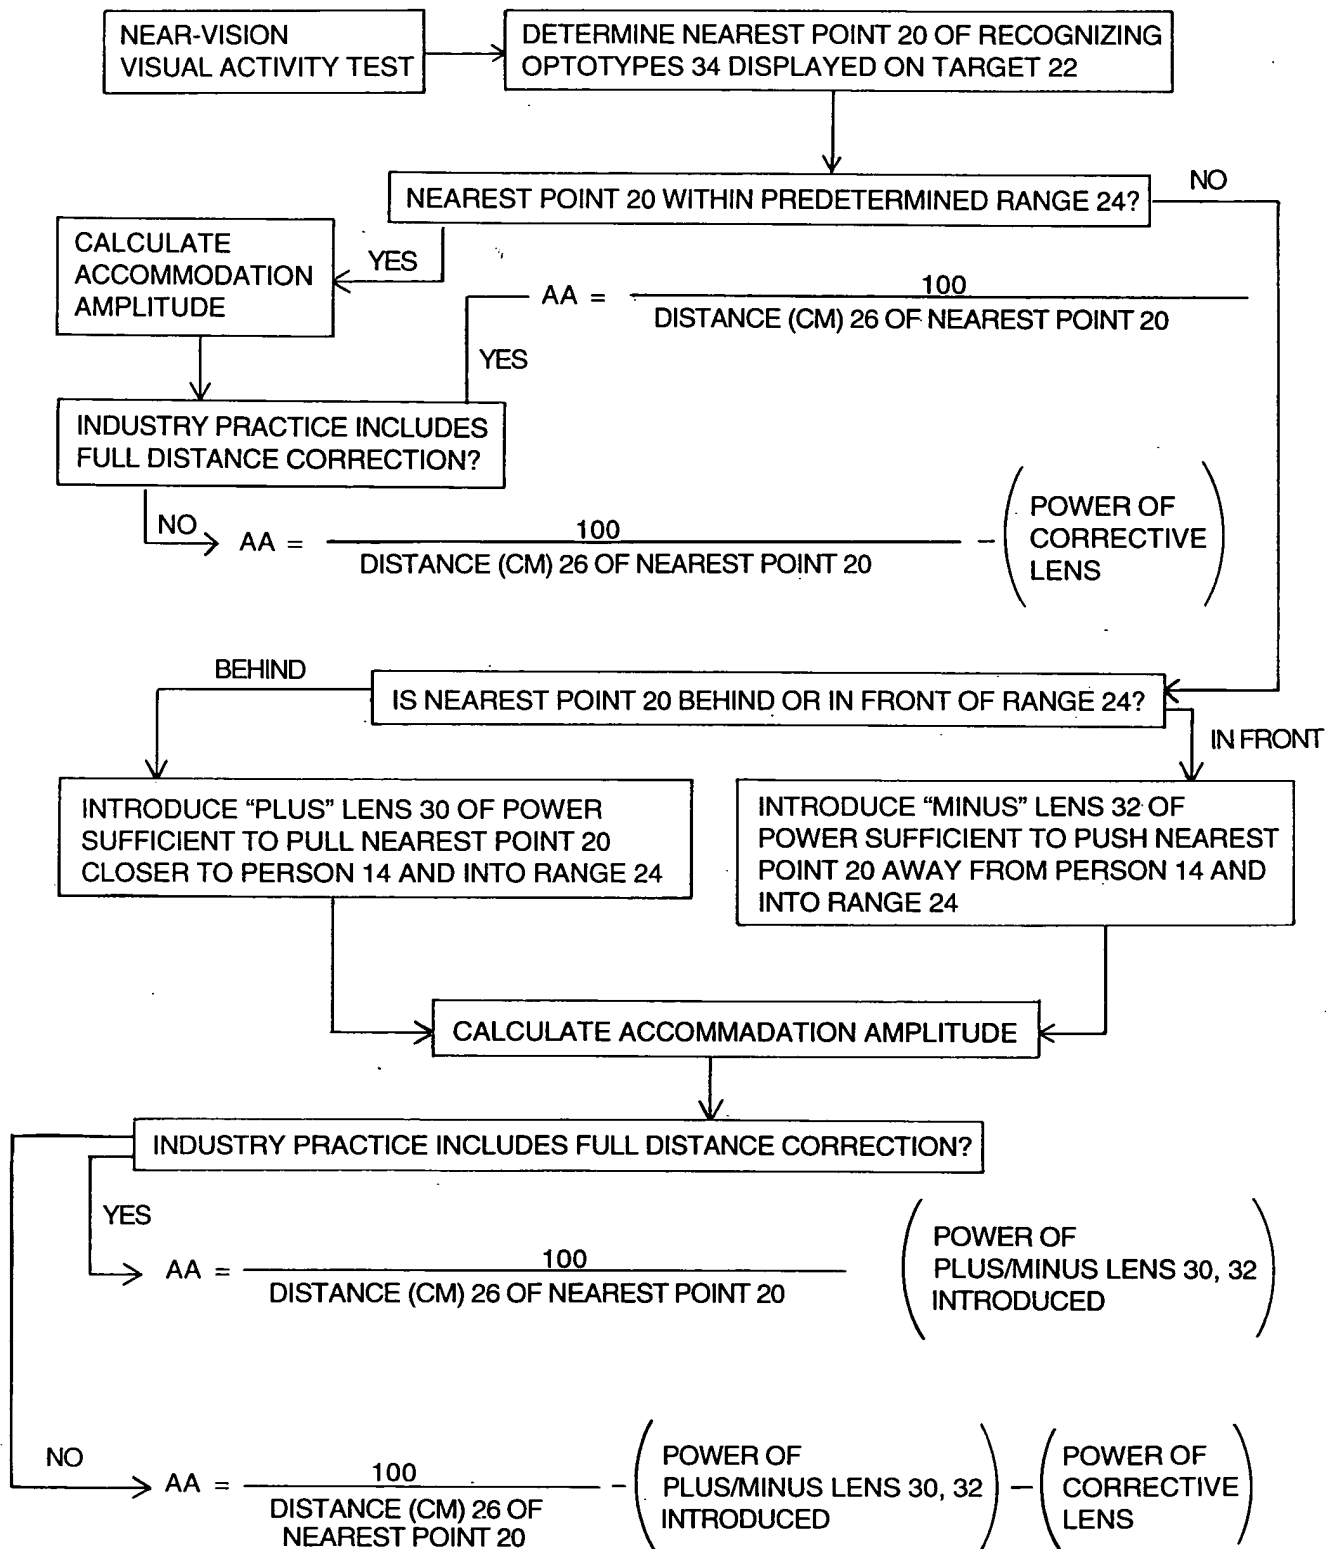 NEAR-VISION
VISUAL ACTIVITY TEST
DETERMINE NEAREST POINT 20 OF RECOGNIZING
OPTOTYPES 34 DISPLAYED ON TARGET 22
NEAREST POINT 20 WITHIN PREDETERMINED RANGE 24?
NO
CALCULATE
ACCOMMODATION
AMPLITUDE
YES
AA =
100
DISTANCE (CM) 26 OF NEAREST POINT 20
YES
INDUSTRY PRACTICE INCLUDES
FULL DISTANCE CORRECTION?
NO
AA =
100
DISTANCE (CM) 26 OF NEAREST POINT 20
–
POWER OF
CORRECTIVE
LENS
BEHIND
IS NEAREST POINT 20 BEHIND OR IN FRONT OF RANGE 24?
IN FRONT
INTRODUCE “PLUS” LENS 30 OF POWER
SUFFICIENT TO PULL NEAREST POINT 20
CLOSER TO PERSON 14 AND INTO RANGE 24
INTRODUCE “MINUS” LENS 32 OF
POWER SUFFICIENT TO PUSH NEAREST
POINT 20 AWAY FROM PERSON 14 AND
INTO RANGE 24
CALCULATE ACCOMMADATION AMPLITUDE
INDUSTRY PRACTICE INCLUDES FULL DISTANCE CORRECTION?
YES
AA =
100
DISTANCE (CM) 26 OF NEAREST POINT 20
POWER OF
PLUS/MINUS LENS 30, 32
INTRODUCED
NO
AA =
100
DISTANCE (CM) 26 OF
NEAREST POINT 20
–
POWER OF
PLUS/MINUS LENS 30, 32
INTRODUCED
–
POWER OF
CORRECTIVE
LENS